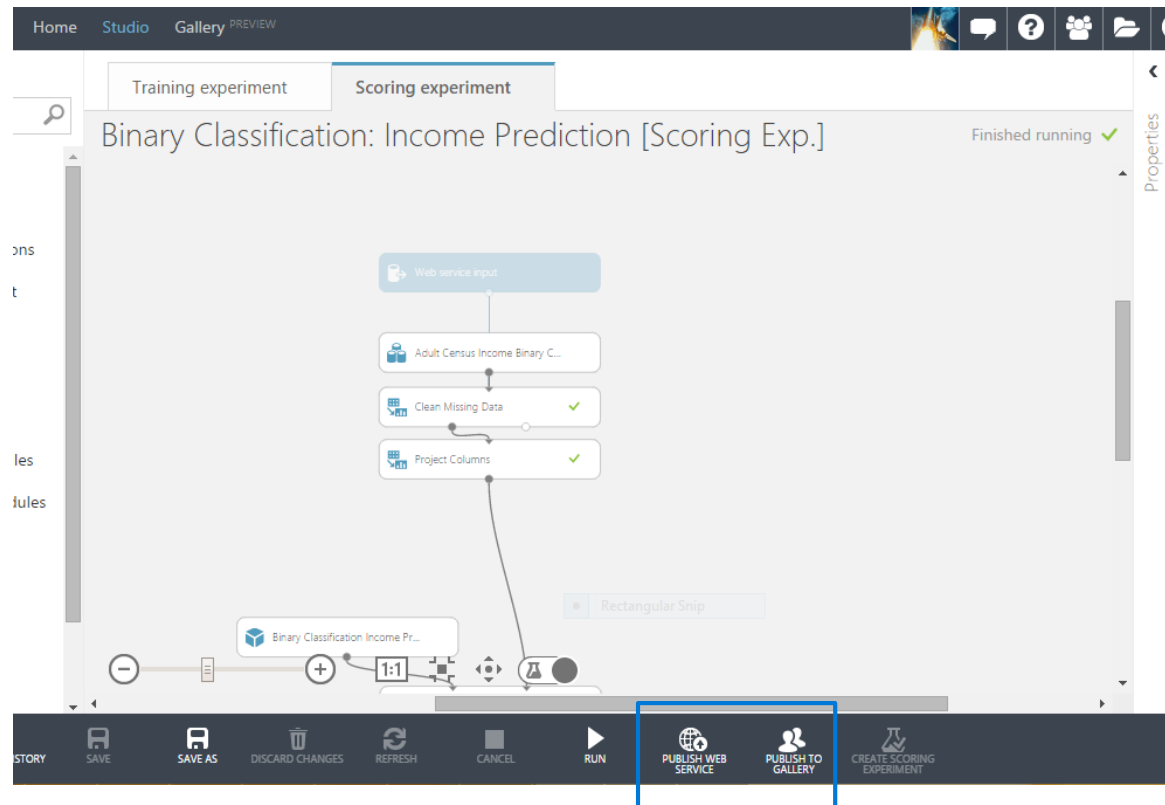 Home Studio Gallery PREVIEW
Training experiment Scoring experiment
Binary Classification: Income Prediction [Scoring Exp.] Finished running
Properties
ons
t
les
dules
Web service input
Adult Census Income Binary C...
Clean Missing Data
Project Columns
Rectangular Snip
Binary Classification Income Pr...
1:1
ISTORY SAVE SAVE AS DISCARD CHANGES REFRESH CANCEL RUN PUBLISH WEB PUBLISH TO CREATE SCORING
SERVICE GALLERY EXPERIMENT